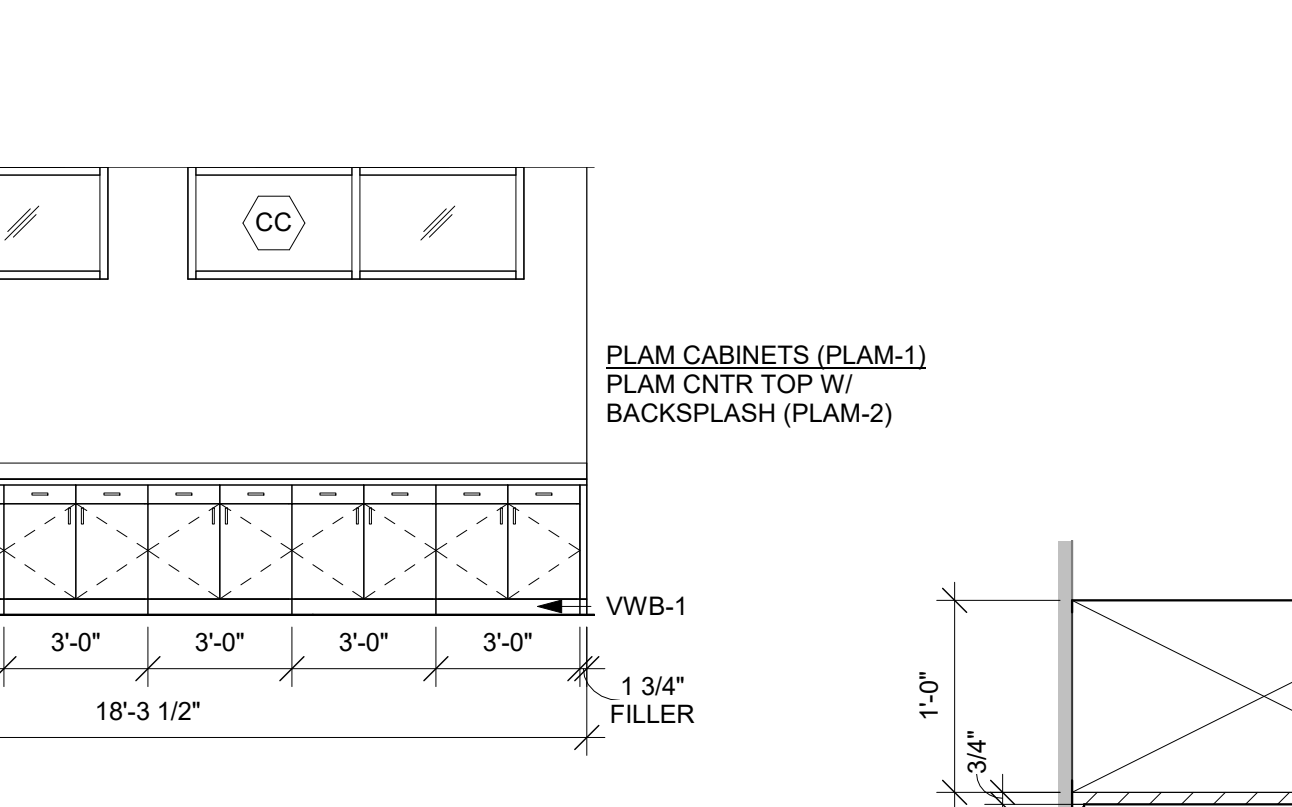 CC
PLAM CABINETS (PLAM-1)
PLAM CNTR TOP W/
BACKSPLASH (PLAM-2)
VWB-1
3'-0" 3'-0" 3'-0" 3'-0"
1 3/4"
FILLER
18'-3 1/2"
1'-0"
3/4"